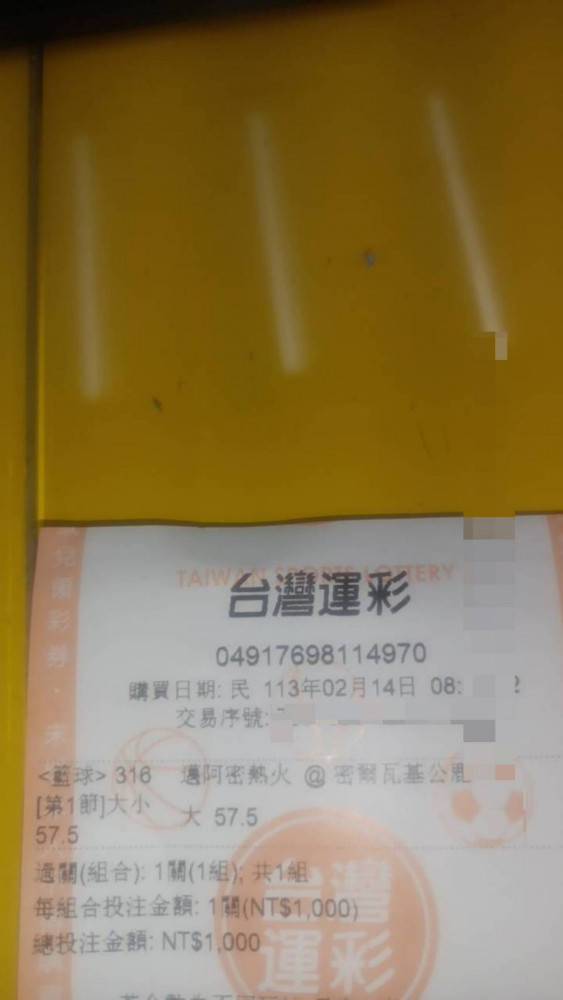 TAIWAN SPORTS LOTTERY
台灣運彩
04917698114970
購買日期: 民 113年02月14日 08:
交易序號:
<籃球> 316 邁阿密熱火 @ 密爾瓦基公鹿
[第1節]大小 大 57.5
57.5
過關(組合): 1關(1組); 共1組
每組合投注金額: 1關(NT$1,000)
總投注金額: NT$1,000
台灣
運彩